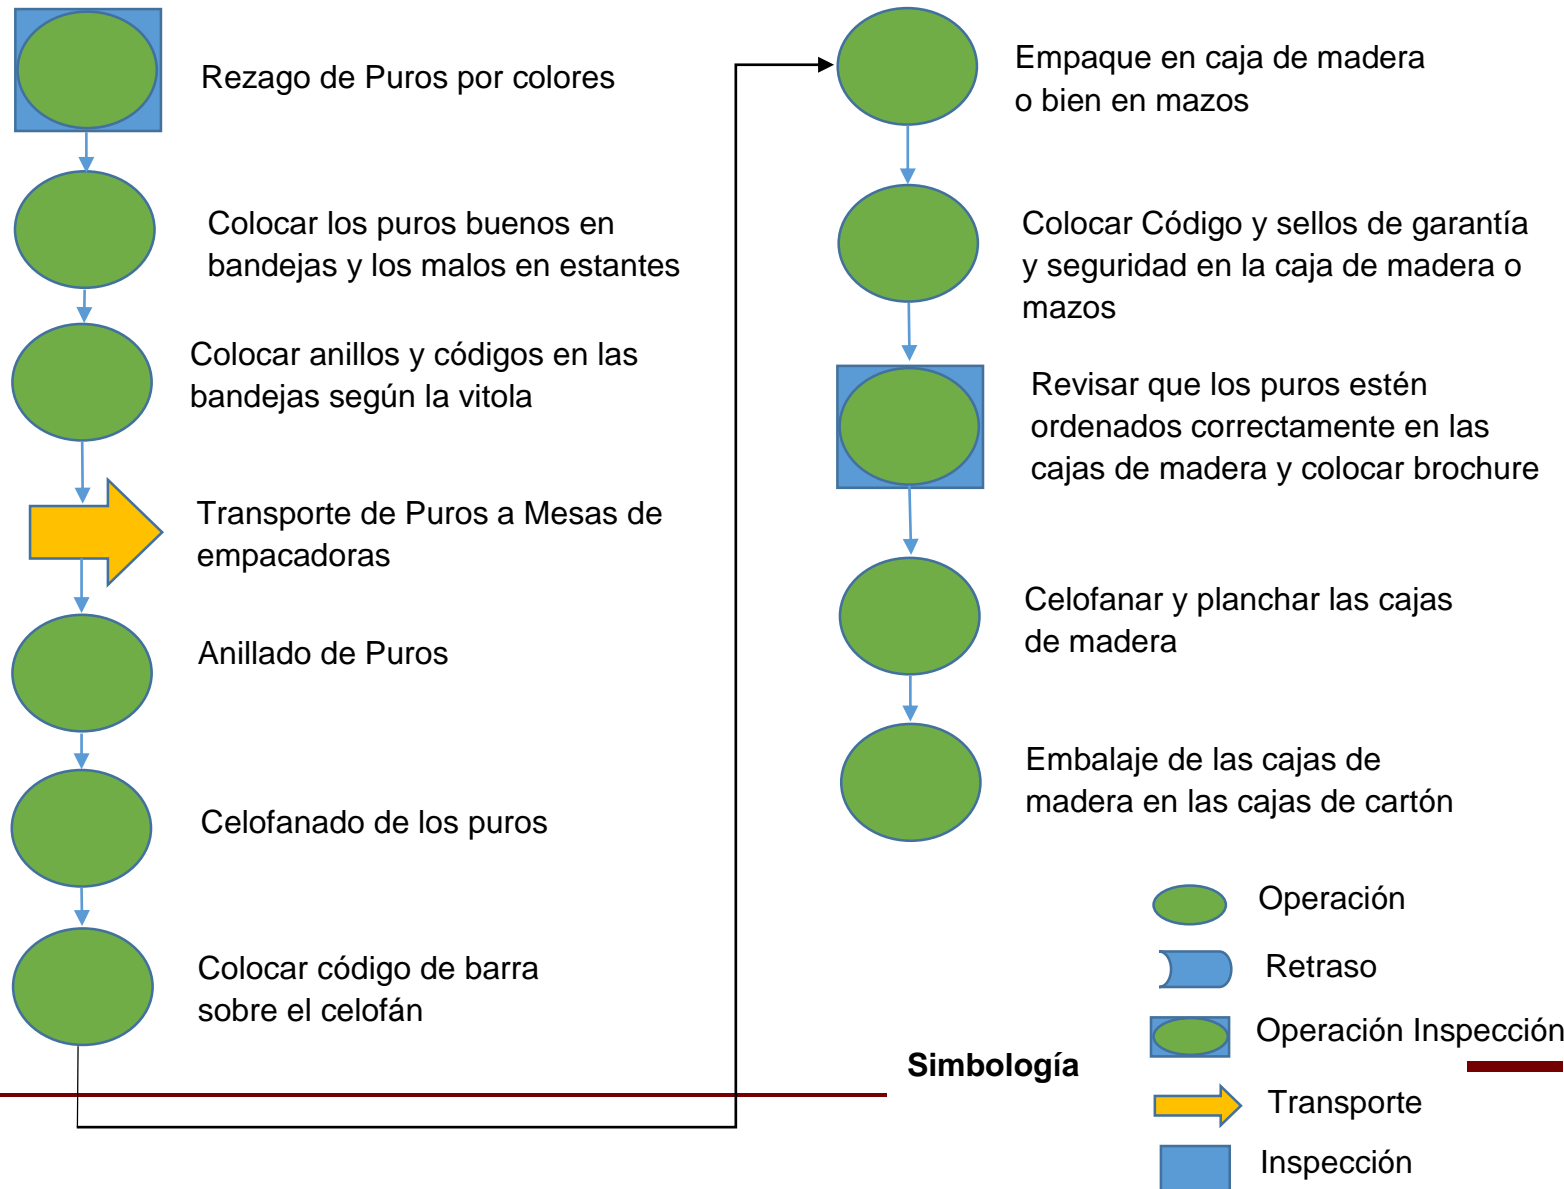 Rezago de Puros por colores
Colocar los puros buenos en
bandejas y los malos en estantes
Colocar anillos y códigos en las
bandejas según la vitola
Transporte de Puros a Mesas de
empacadoras
Anillado de Puros
Celofanado de los puros
Colocar código de barra
sobre el celofán
Empaque en caja de madera
o bien en mazos
Colocar Código y sellos de garantía
y seguridad en la caja de madera o
mazos
Revisar que los puros estén
ordenados correctamente en las
cajas de madera y colocar brochure
Celofanar y planchar las cajas
de madera
Embalaje de las cajas de
madera en las cajas de cartón
Simbología
Operación
Retraso
Operación Inspección
Transporte
Inspección